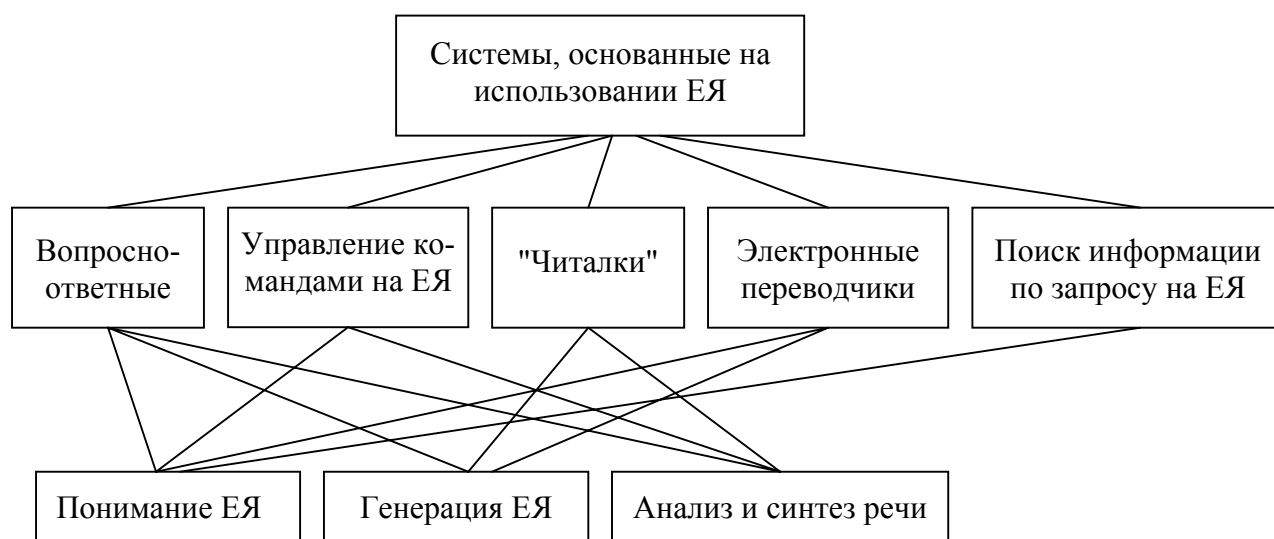 Системы, основанные на
использовании ЕЯ
Вопросно-
ответные
Управление ко-
мандами на ЕЯ
"Читалки"
Электронные
переводчики
Поиск информации
по запросу на ЕЯ
Понимание ЕЯ
Генерация ЕЯ
Анализ и синтез речи